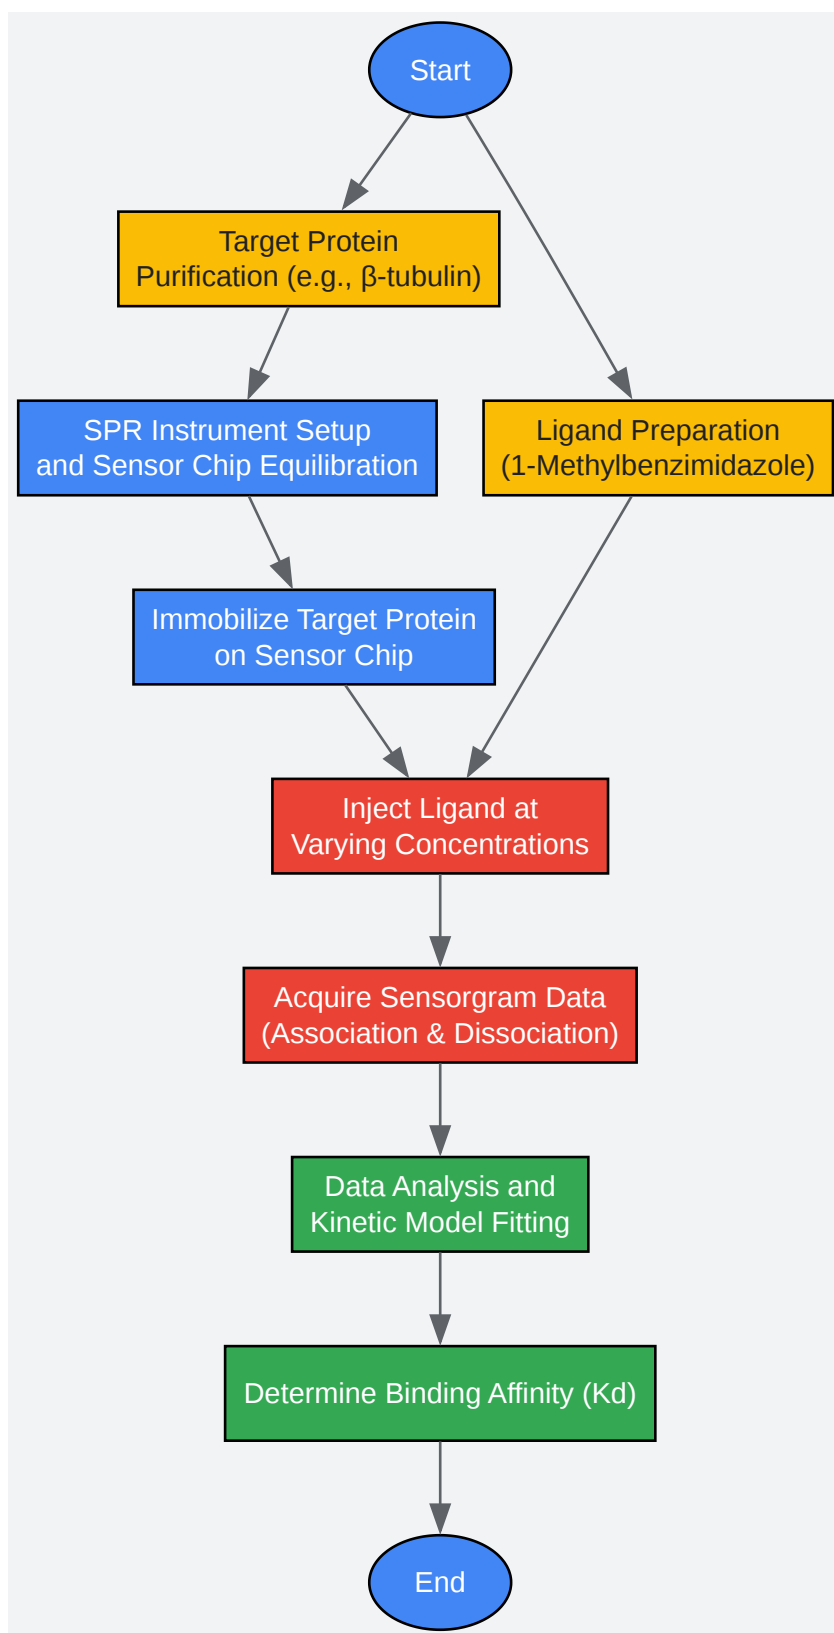 Start
Target Protein
Purification (e.g., β-tubulin)
SPR Instrument Setup
and Sensor Chip Equilibration
Ligand Preparation
(1-Methylbenzimidazole)
Immobilize Target Protein
on Sensor Chip
Inject Ligand at
Varying Concentrations
Acquire Sensorgram Data
(Association & Dissociation)
Data Analysis and
Kinetic Model Fitting
Determine Binding Affinity (Kd)
End